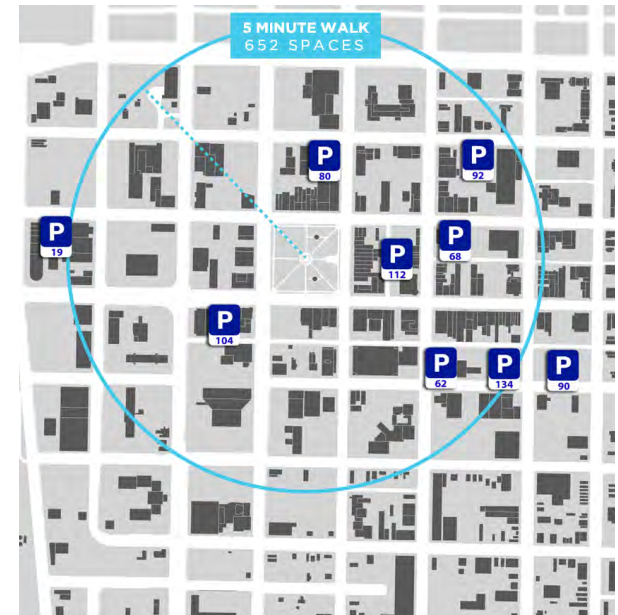 5 MINUTE WALK
652 SPACES
P
80
P
92
P
19
P
68
P
112
P
104
P
62
P
134
P
90